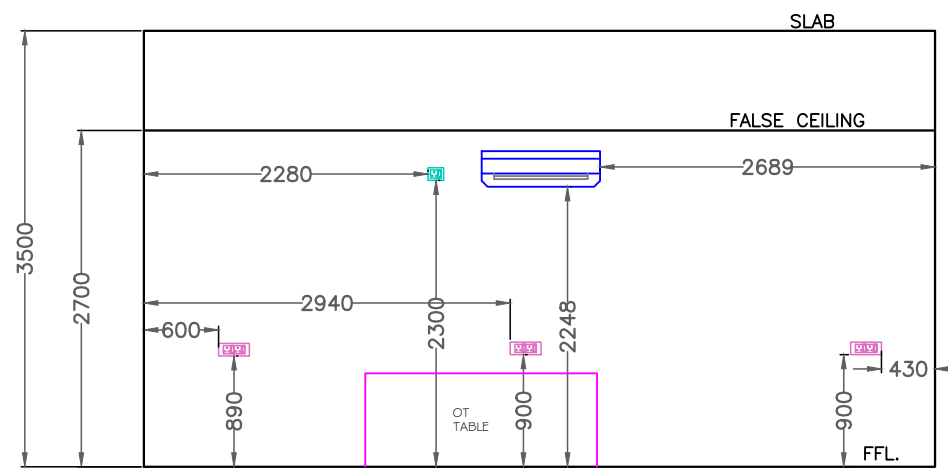 SLAB
FALSE CEILING
2280
2689
3500
2700
2940
2300
2248
600
430
890
900
900
OT
TABLE
FFL.